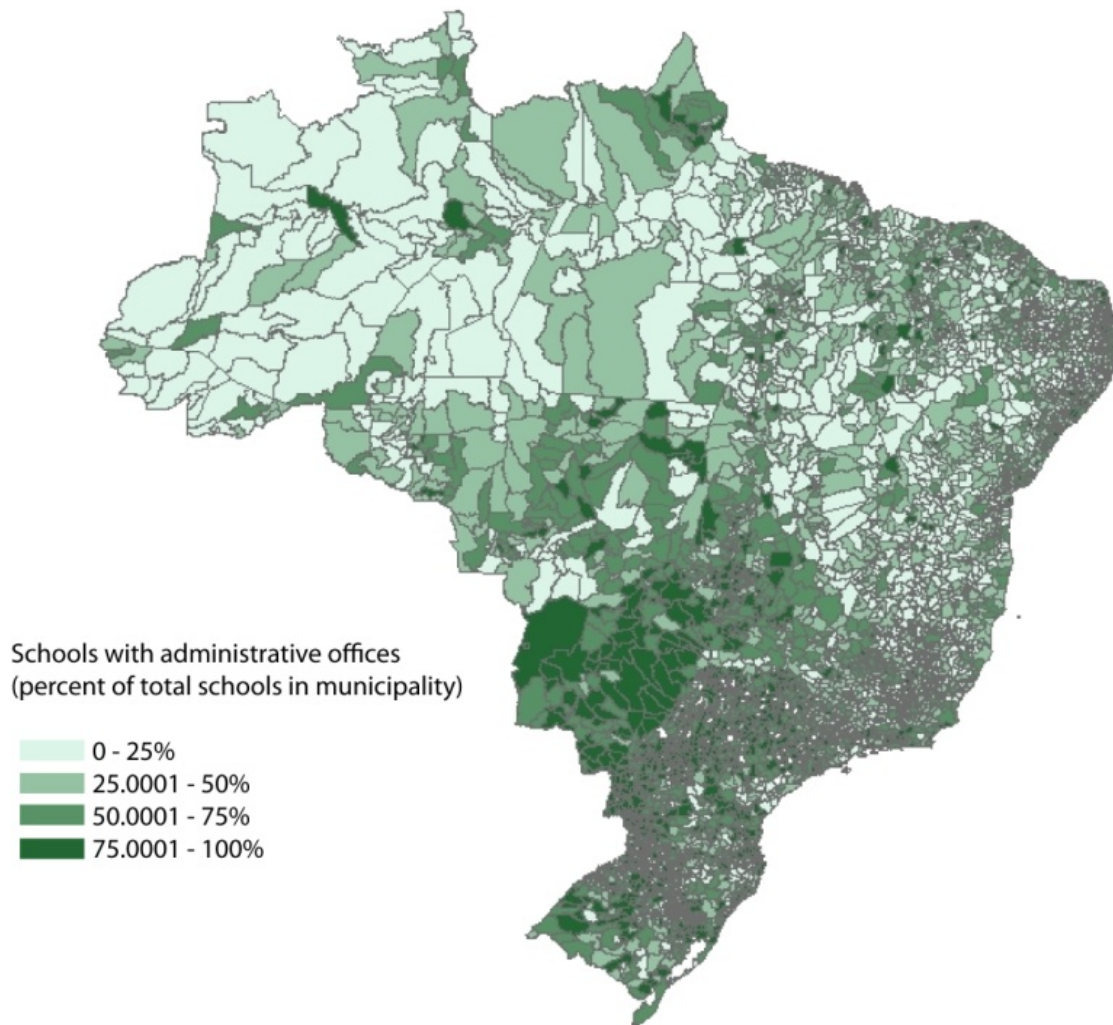 Schools with administrative offices
(percent of total schools in municipality)
0 - 25%
25.0001 - 50%
50.0001 - 75%
75.0001 - 100%